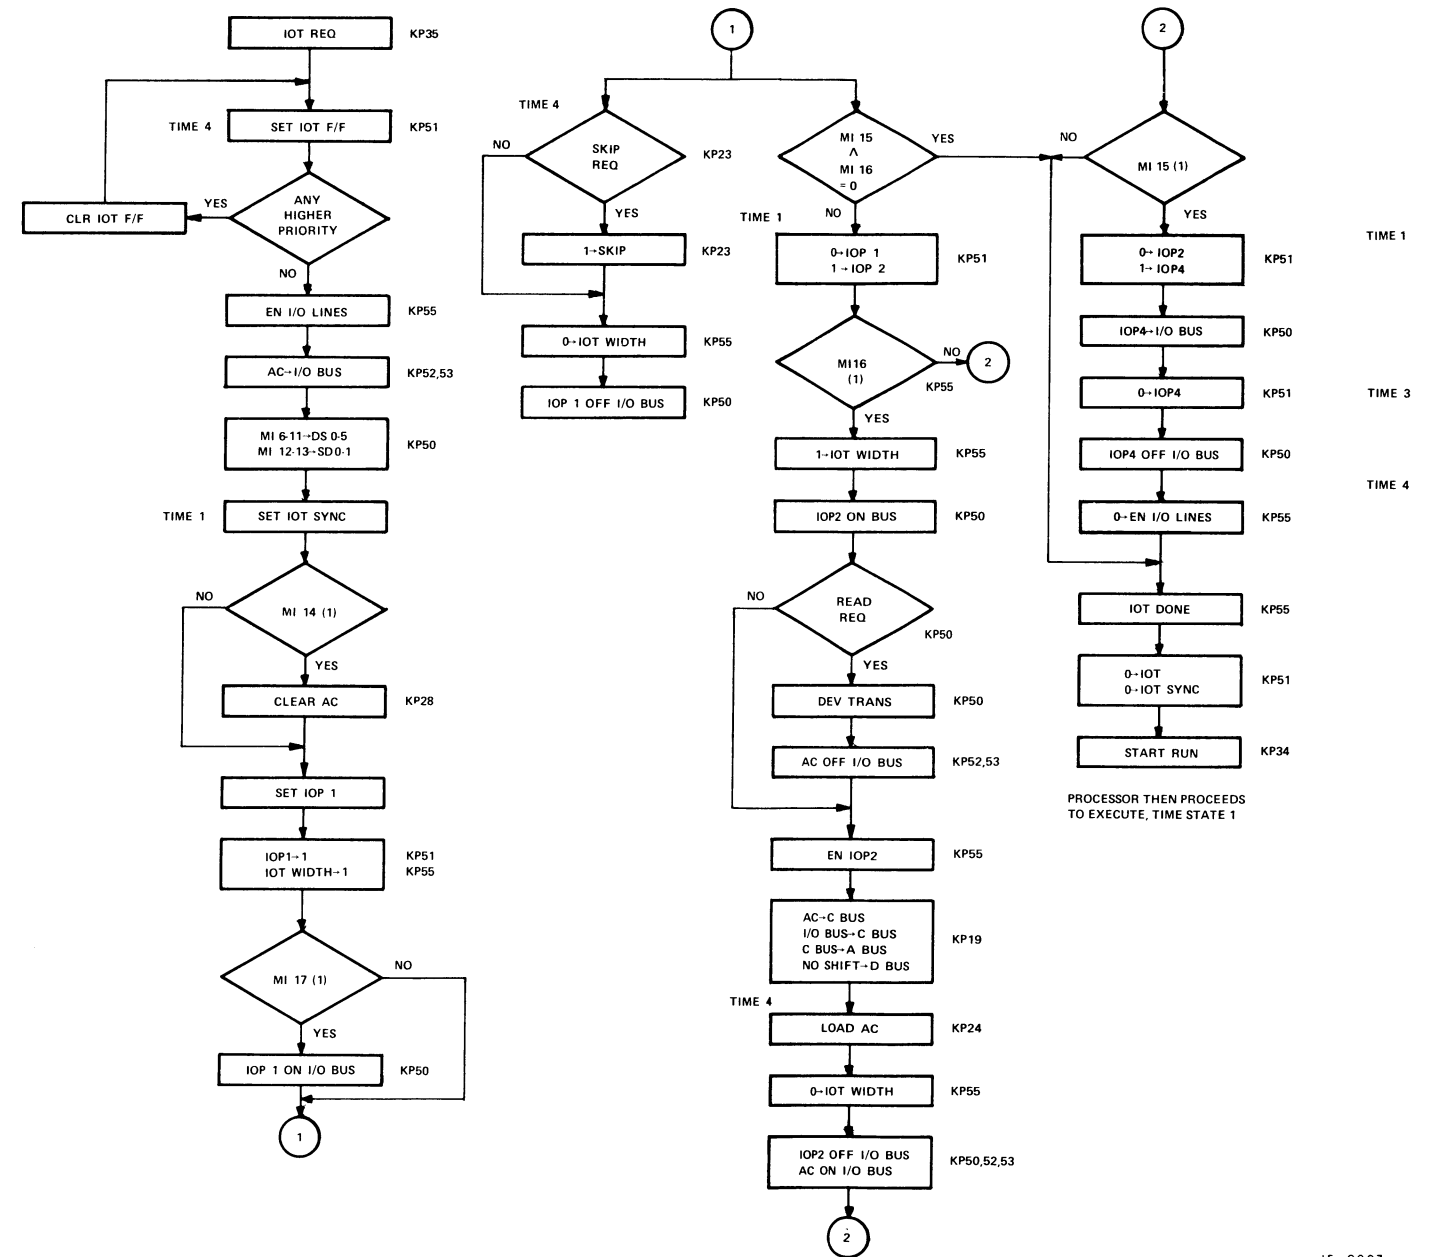 IOT REQ
KP35
TIME 4
SET IOT F/F
KP51
ANY
HIGHER
PRIORITY
YES
CLR IOT F/F
NO
EN I/O LINES
KP55
AC→I/O BUS
KP52,53
MI 6-11→DS 0-5
MI 12-13→SD0-1
KP50
TIME 1
SET IOT SYNC
MI 14 (1)
NO
YES
CLEAR AC
KP28
SET IOP 1
IOP1→1
IOT WIDTH→1
KP51
KP55
MI 17 (1)
NO
YES
IOP 1 ON I/O BUS
KP50
1
1
TIME 4
SKIP
REQ
KP23
NO
YES
1→SKIP
KP23
0→IOT WIDTH
KP55
IOP 1 OFF I/O BUS
KP50
MI 15
∧
MI 16
= 0
YES
NO
TIME 1
0→IOP 1
1→IOP 2
KP51
MI16
(1)
NO
2
KP55
YES
1→IOT WIDTH
KP55
IOP2 ON BUS
KP50
READ
REQ
NO
KP50
YES
DEV TRANS
KP50
AC OFF I/O BUS
KP52,53
EN IOP2
KP55
AC→C BUS
I/O BUS→C BUS
C BUS→A BUS
NO SHIFT→D BUS
KP19
TIME 4
LOAD AC
KP24
0→IOT WIDTH
KP55
IOP2 OFF I/O BUS
AC ON I/O BUS
KP50,52,53
2
2
MI 15 (1)
NO
YES
TIME 1
0→IOP2
1→IOP4
KP51
IOP4→I/O BUS
KP50
0→IOP4
KP51
TIME 3
IOP4 OFF I/O BUS
KP50
TIME 4
0→EN I/O LINES
KP55
IOT DONE
KP55
0→IOT
0→IOT SYNC
KP51
START RUN
KP34
PROCESSOR THEN PROCEEDS
TO EXECUTE, TIME STATE 1